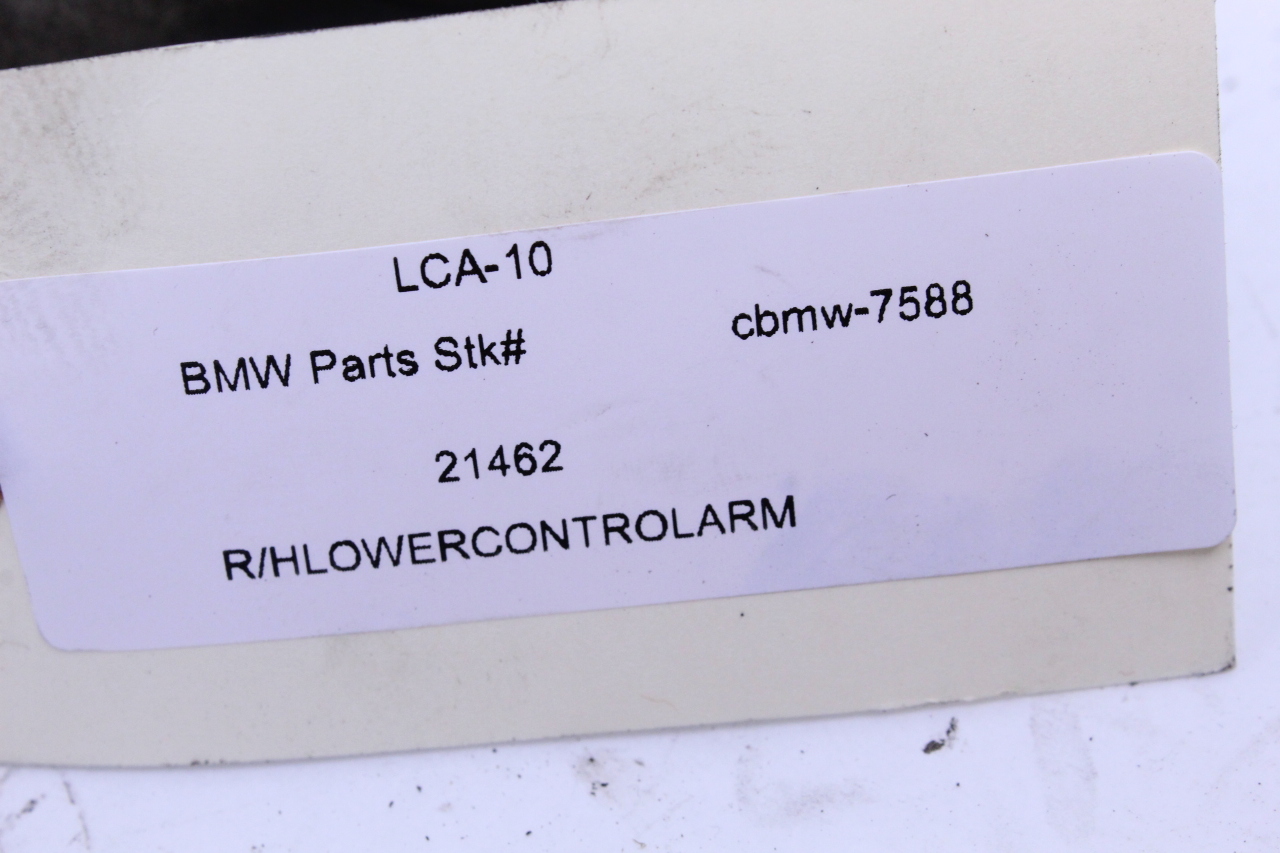 LCA-10
BMW Parts Stk# cbmw-7588
21462
R/HLOWERCONTROLARM